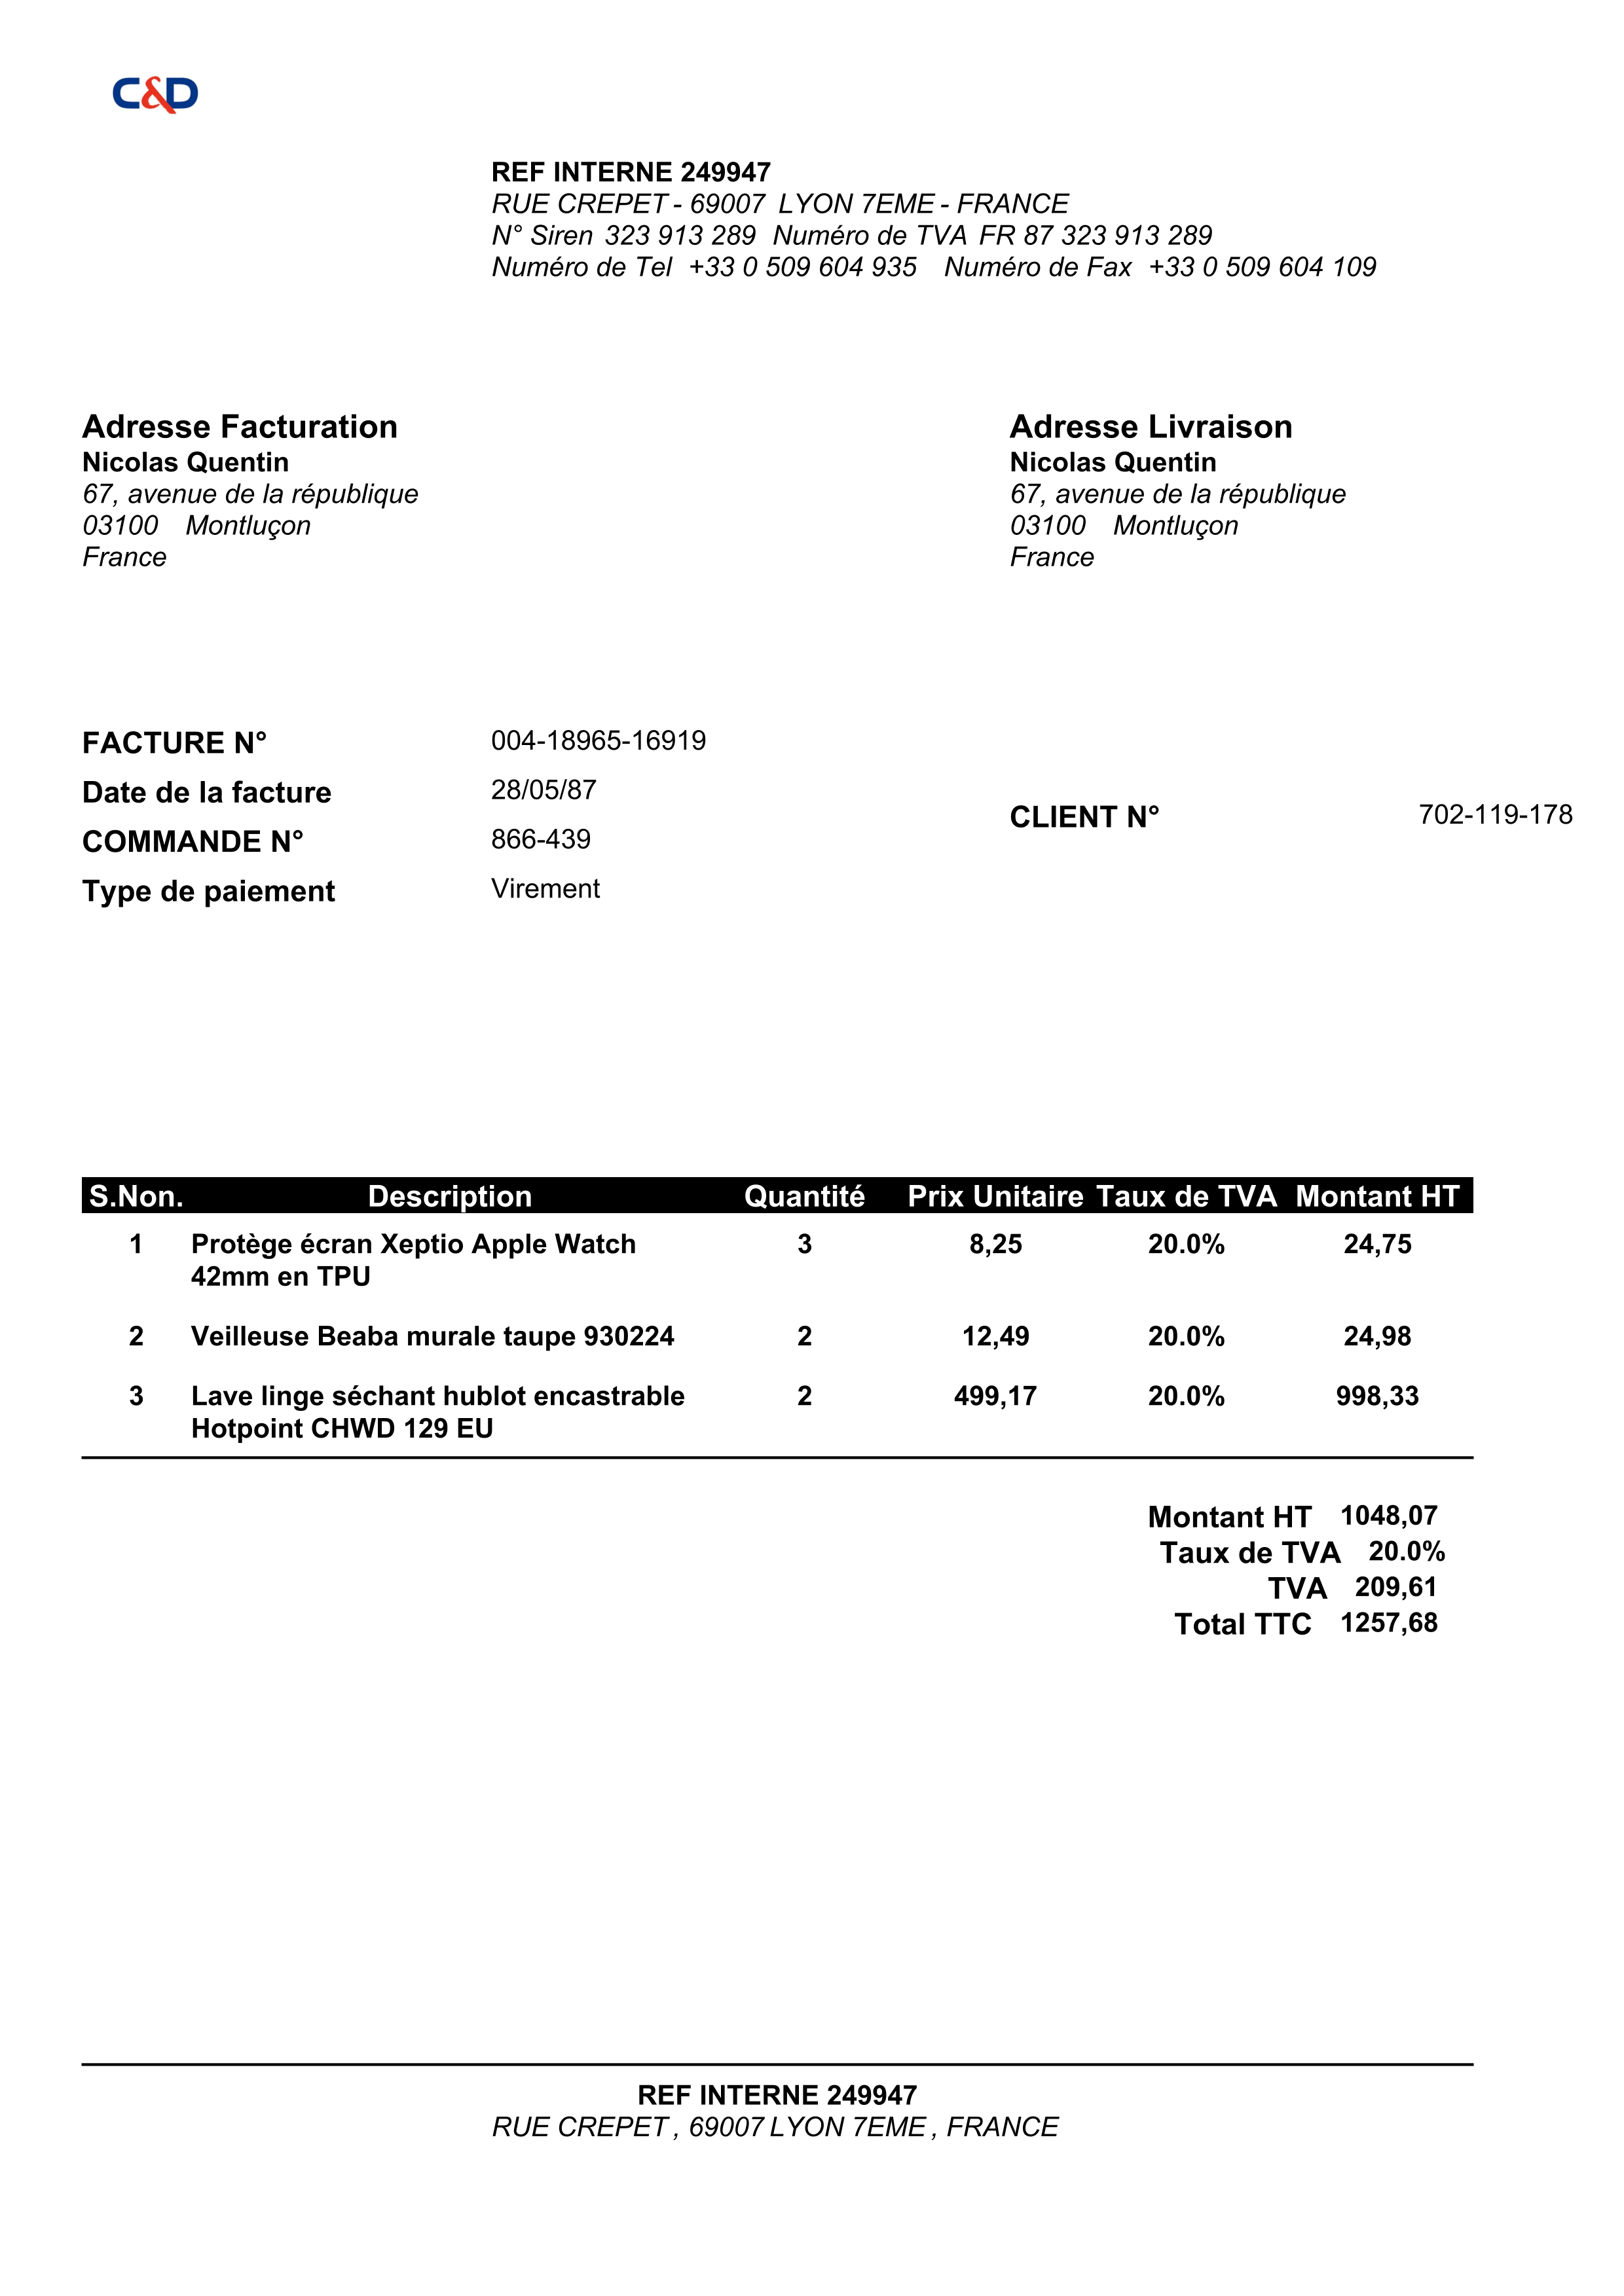 C&D
REF INTERNE 249947
RUE CREPET - 69007 LYON 7EME - FRANCE
N° Siren 323 913 289 Numéro de TVA FR 87 323 913 289
Numéro de Tel +33 0 509 604 935 Numéro de Fax +33 0 509 604 109
Adresse Facturation
Nicolas Quentin
67, avenue de la république
03100 Montluçon
France
Adresse Livraison
Nicolas Quentin
67, avenue de la république
03100 Montluçon
France
FACTURE N° 004-18965-16919
Date de la facture 28/05/87
COMMANDE N° 866-439
Type de paiement Virement
CLIENT N° 702-119-178
S.Non. Description Quantité Prix Unitaire Taux de TVA Montant HT
1 Protège écran Xeptio Apple Watch 3 8,25 20.0% 24,75
42mm en TPU
2 Veilleuse Beaba murale taupe 930224 2 12,49 20.0% 24,98
3 Lave linge séchant hublot encastrable 2 499,17 20.0% 998,33
Hotpoint CHWD 129 EU
Montant HT 1048,07
Taux de TVA 20.0%
TVA 209,61
Total TTC 1257,68
REF INTERNE 249947
RUE CREPET , 69007 LYON 7EME , FRANCE